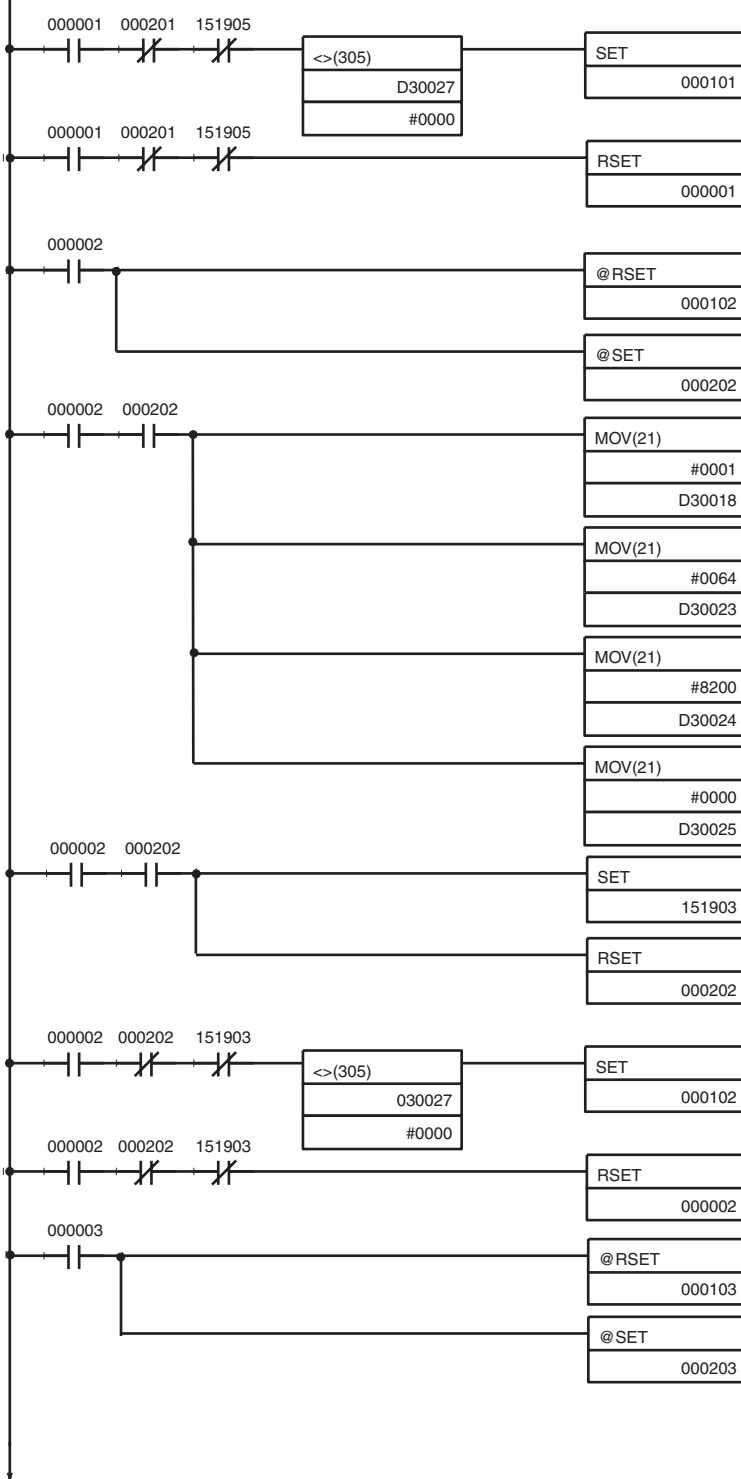 000001 000201 151905
<>(305)
D30027
#0000
SET
000101
000001 000201 151905
RSET
000001
000002
@RSET
000102
@SET
000202
000002 000202
MOV(21)
#0001
D30018
MOV(21)
#0064
D30023
MOV(21)
#8200
D30024
MOV(21)
#0000
D30025
000002 000202
SET
151903
RSET
000202
000002 000202 151903
<>(305)
030027
#0000
SET
000102
000002 000202 151903
RSET
000002
000003
@RSET
000103
@SET
000203